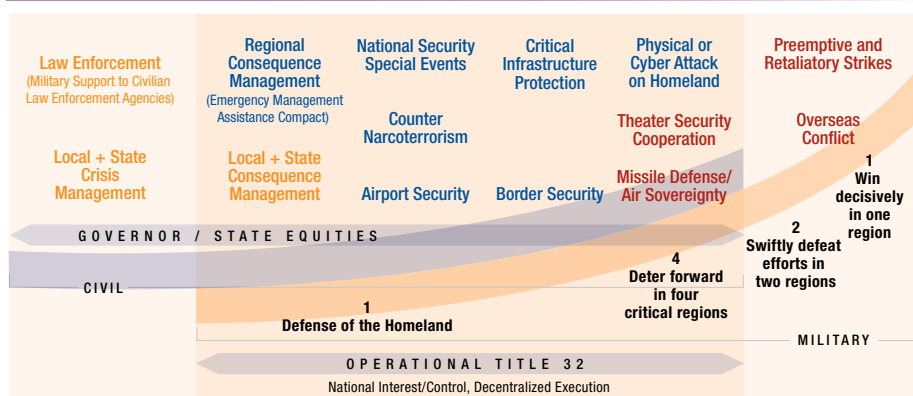 Law Enforcement
(Military Support to Civilian
Law Enforcement Agencies)
Local + State
Crisis
Management
Regional
Consequence
Management
(Emergency Management
Assistance Compact)
Local + State
Consequence
Management
National Security
Special Events
Counter
Narcoterrorism
Airport Security
Critical
Infrastructure
Protection
Border Security
Physical or
Cyber Attack
on Homeland
Theater Security
Cooperation
Missile Defense/
Air Sovereignty
Preemptive and
Retaliatory Strikes
Overseas
Conflict
1
Win
decisively
in one
region
2
Swiftly defeat
efforts in
two regions
GOVERNOR / STATE EQUITIES
4
Deter forward
in four
critical regions
CIVIL
1
Defense of the Homeland
MILITARY
OPERATIONAL TITLE 32
National Interest/Control, Decentralized Execution